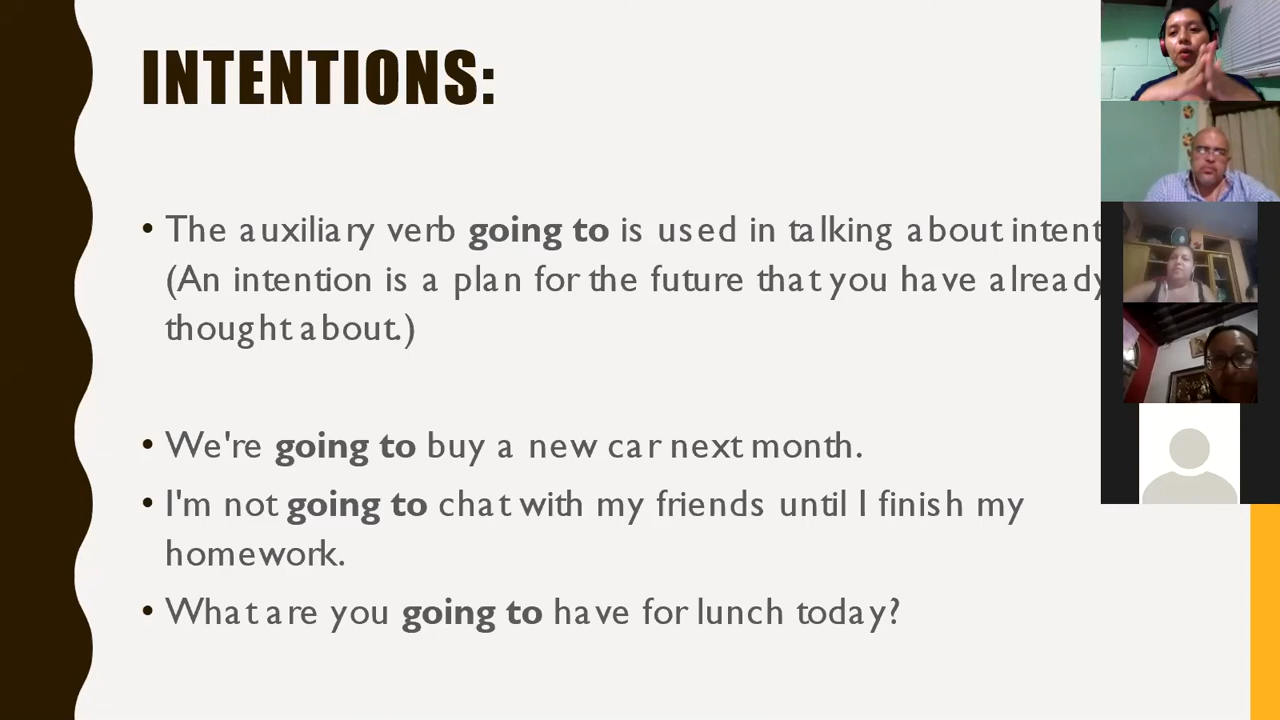 INTENTIONS:
• The auxiliary verb going to is used in talking about
(An intention is a plan for the future that you have already
thought about.)
• We're going to buy a new car next month.
• I'm not going to chat with my friends until I finish my
homework.
• What are you going to have for lunch today?